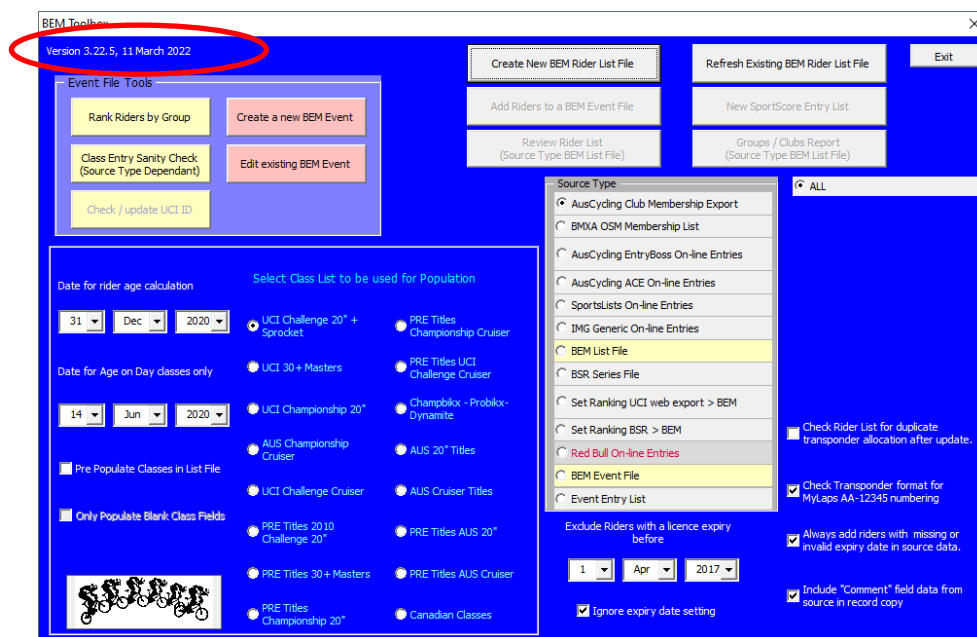 BEM Toolbox
Version 3.22.5, 11 March 2022
Create New BEM Rider List File
Refresh Existing BEM Rider List File
Exit
Event File Tools
Rank Riders by Group
Create a new BEM Event
Add Riders to a BEM Event File
New SportScore Entry List
Class Entry Sanity Check
(Source Type Dependant)
Edit existing BEM Event
Review Rider List
(Source Type BEM List File)
Groups / Clubs Report
(Source Type BEM List File)
Check / update UCI ID
Source Type
ALL
AusCycling Club Membership Export
BMXA OSM Membership List
AusCycling EntryBoss On-line Entries
AusCycling ACE On-line Entries
SportsLists On-line Entries
IMG Generic On-line Entries
BEM List File
BSR Series File
Set Ranking UCI web export > BEM
Set Ranking BSR > BEM
Red Bull On-line Entries
BEM Event File
Event Entry List
Date for rider age calculation
31 Dec 2020
Date for Age on Day classes only
14 Jun 2020
Pre Populate Classes in List File
Only Populate Blank Class Fields
Select Class List to be used for Population
UCI Challenge 20" +
Sprocket
UCI 30+ Masters
UCI Championship 20"
AUS Championship
Cruiser
UCI Challenge Cruiser
PRE Titles 2010
Challenge 20"
PRE Titles 30+ Masters
PRE Titles
Championship 20"
PRE Titles
Championship Cruiser
PRE Titles UCI
Challenge Cruiser
Champbikx - Probikx-
Dynamite
AUS 20" Titles
AUS Cruiser Titles
PRE Titles AUS 20"
PRE Titles AUS Cruiser
Canadian Classes
Exclude Riders with a licence expiry
before
1 Apr 2017
Ignore expiry date setting
Check Rider List for duplicate
transponder allocation after update.
Check Transponder format for
MyLaps AA-12345 numbering
Always add riders with missing or
invalid expiry date in source data.
Include "Comment" field data from
source in record copy